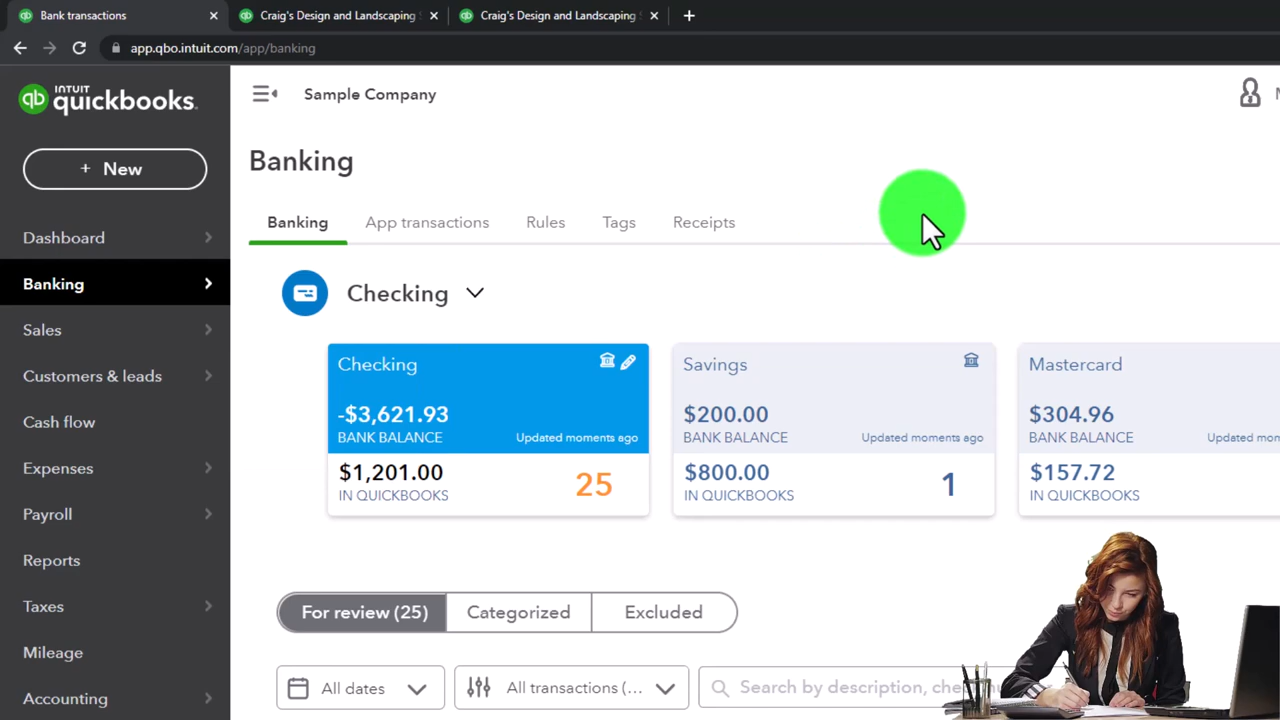 Bank transactions
Craig's Design and Landscaping
Craig's Design and Landscaping
app.qbo.intuit.com/app/banking
INTUIT
quickbooks.
qb
Sample Company
+ New
Banking
Banking
App transactions
Rules
Tags
Receipts
Dashboard
Banking
Sales
Customers & leads
Cash flow
Expenses
Payroll
Reports
Taxes
Mileage
Accounting
Checking
Checking
-$3,621.93
BANK BALANCE
Updated moments ago
$1,201.00
IN QUICKBOOKS
25
Savings
$200.00
BANK BALANCE
Updated moments ago
$800.00
IN QUICKBOOKS
1
Mastercard
$304.96
BANK BALANCE
Updated mom
$157.72
IN QUICKBOOKS
For review (25)
Categorized
Excluded
All dates
All transactions (...
Search by description, che